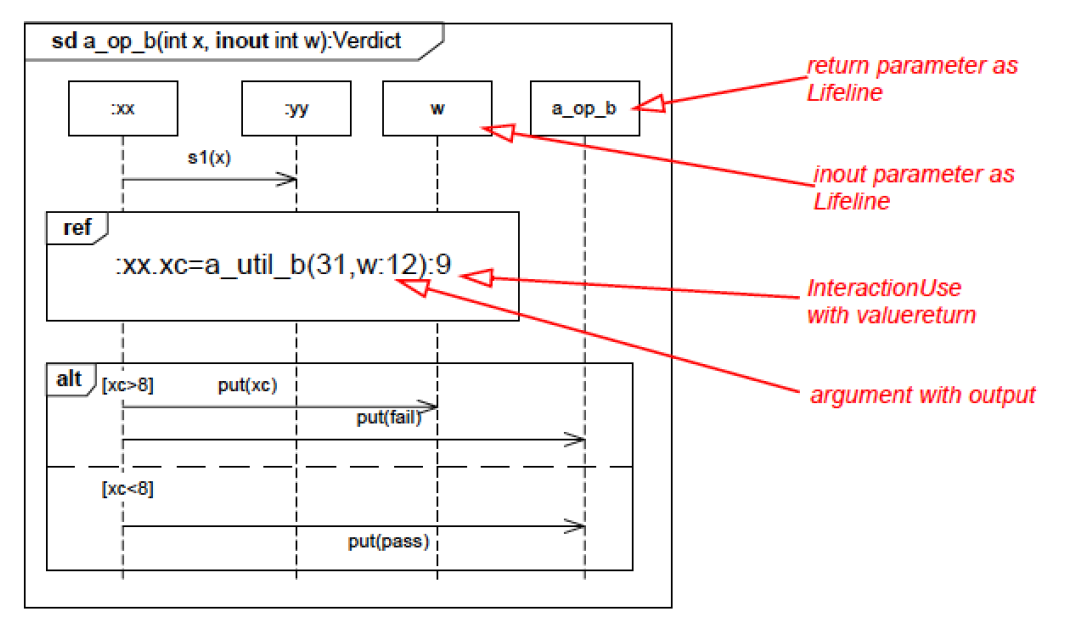 sd a_op_b(int x, inout int w):Verdict
return parameter as
Lifeline
:xx
:yy
w
a_op_b
s1(x)
inout parameter as
Lifeline
ref
:xx.xc=a_util_b(31,w:12):9
InteractionUse
with valuereturn
alt
[xc>8]
put(xc)
argument with output
put(fail)
[xc<8]
put(pass)